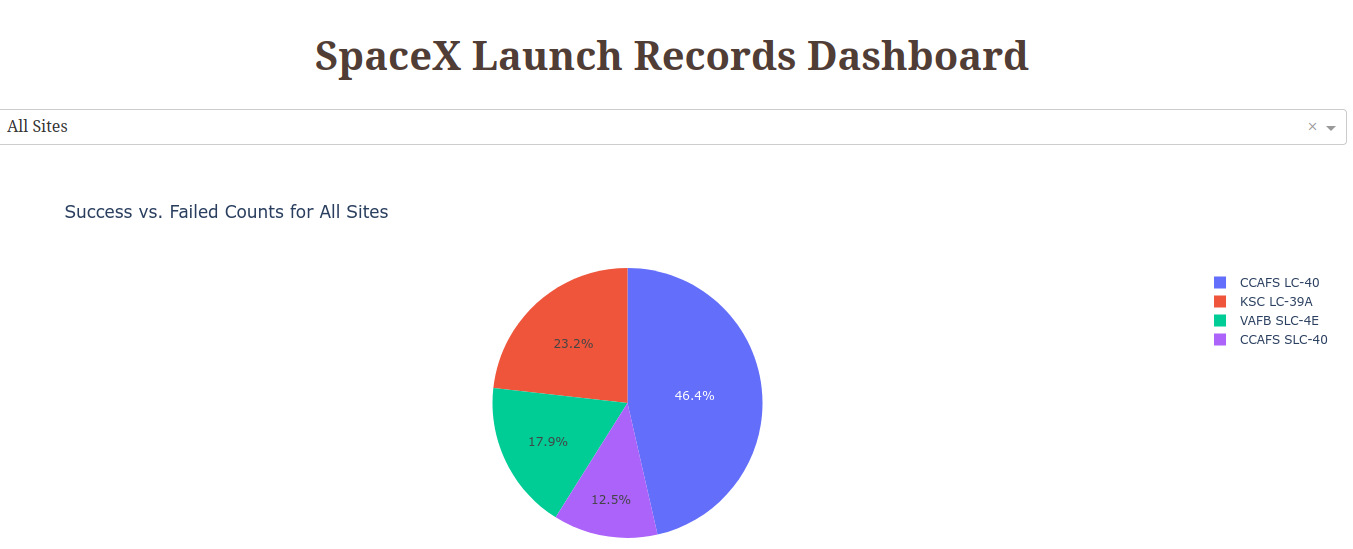 SpaceX Launch Records Dashboard
All Sites
×
Success vs. Failed Counts for All Sites
CCAFS LC-40
KSC LC-39A
VAFB SLC-4E
CCAFS SLC-40
23.2%
46.4%
17.9%
12.5%